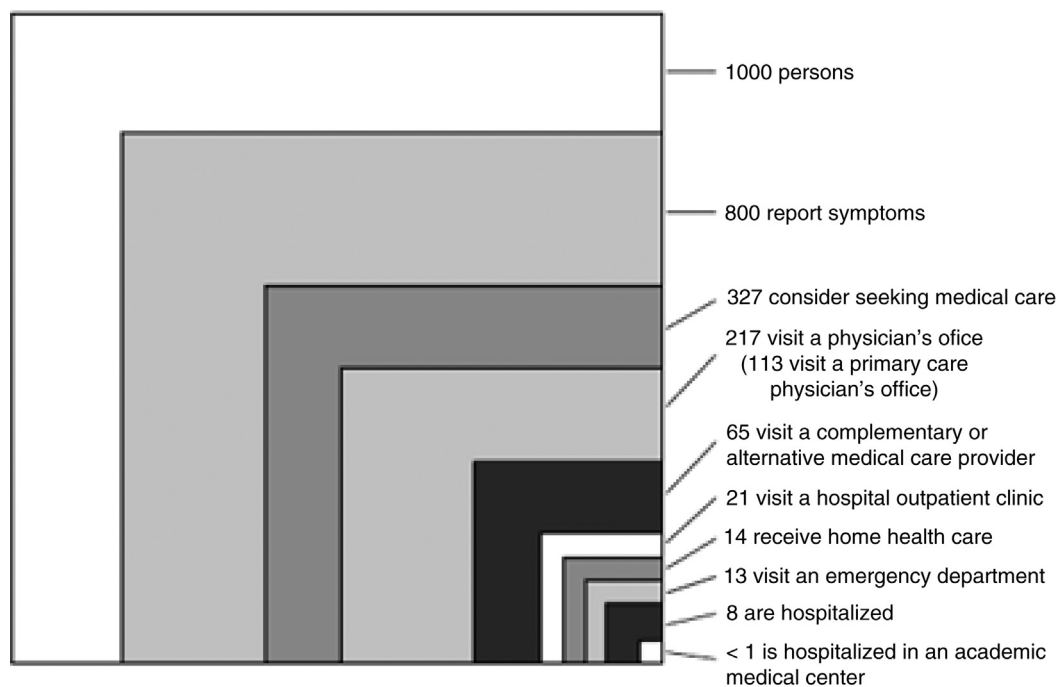 1000 persons
800 report symptoms
327 consider seeking medical care
217 visit a physician’s ofice
(113 visit a primary care
physician’s office)
65 visit a complementary or
alternative medical care provider
21 visit a hospital outpatient clinic
14 receive home health care
13 visit an emergency department
8 are hospitalized
< 1 is hospitalized in an academic
medical center